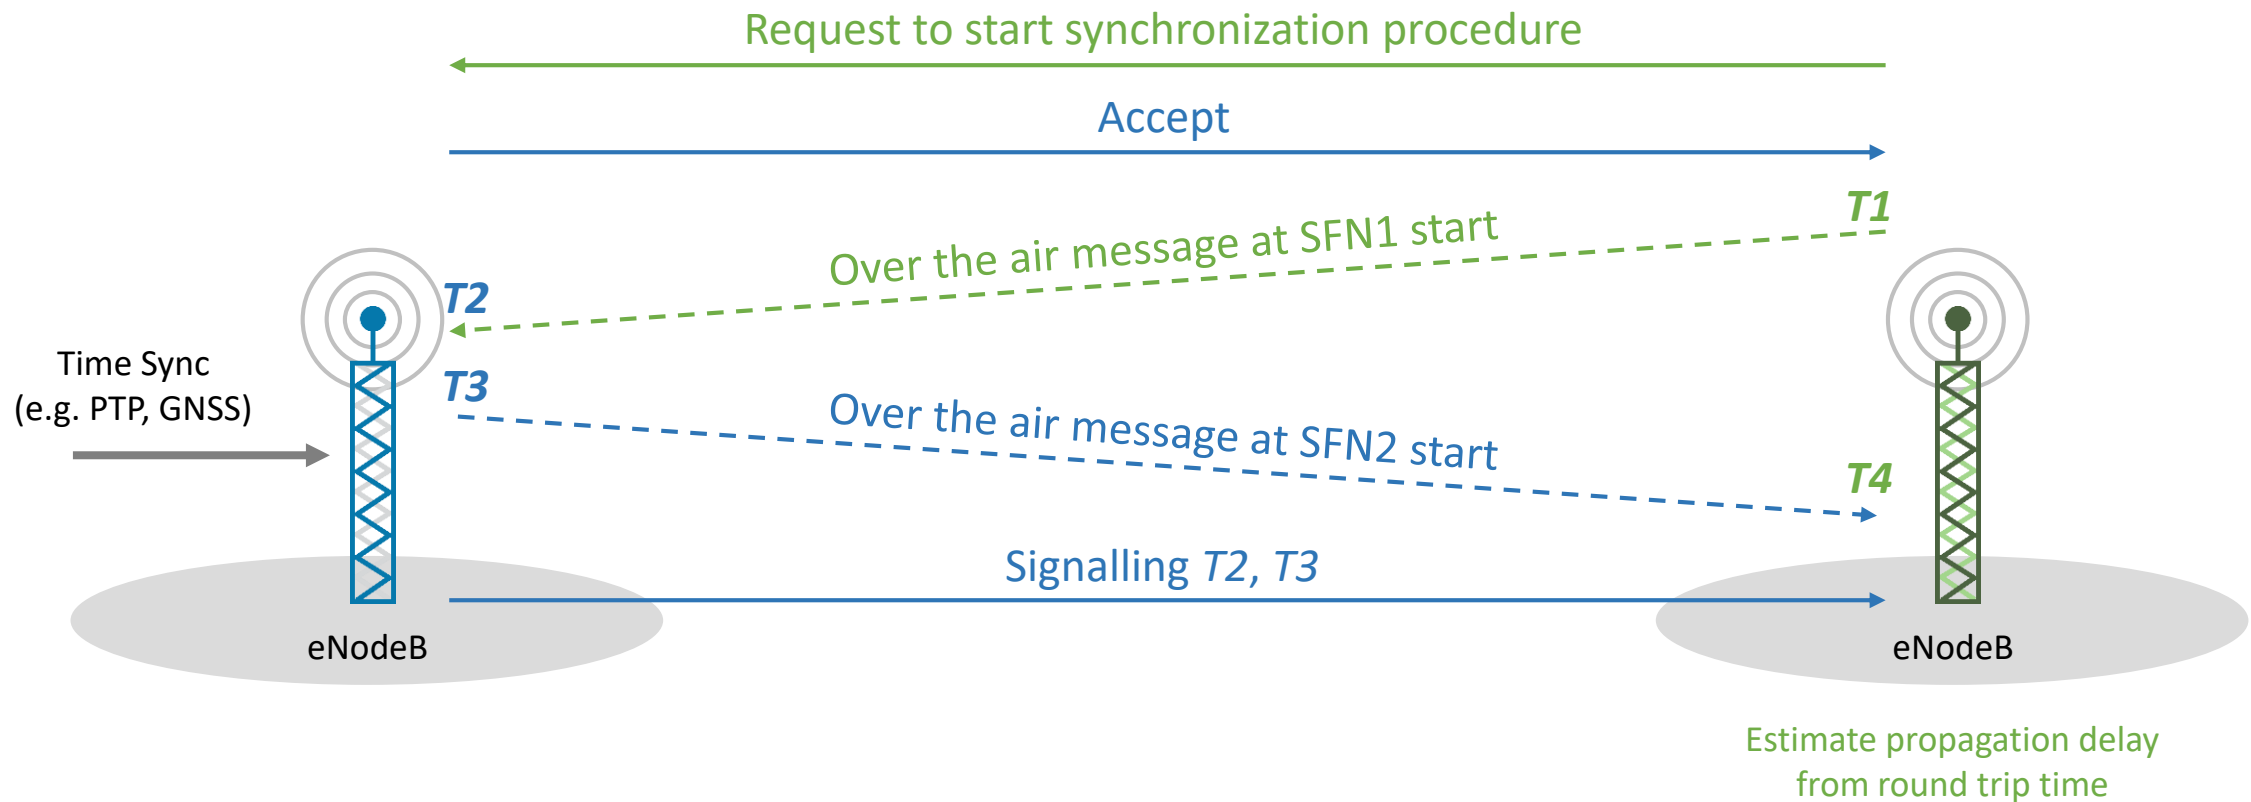 Request to start synchronization procedure
Accept
T1
Over the air message at SFN1 start
T2
Time Sync
(e.g. PTP, GNSS)
T3
Over the air message at SFN2 start
T4
Signalling T2, T3
eNodeB
eNodeB
Estimate propagation delay
from round trip time